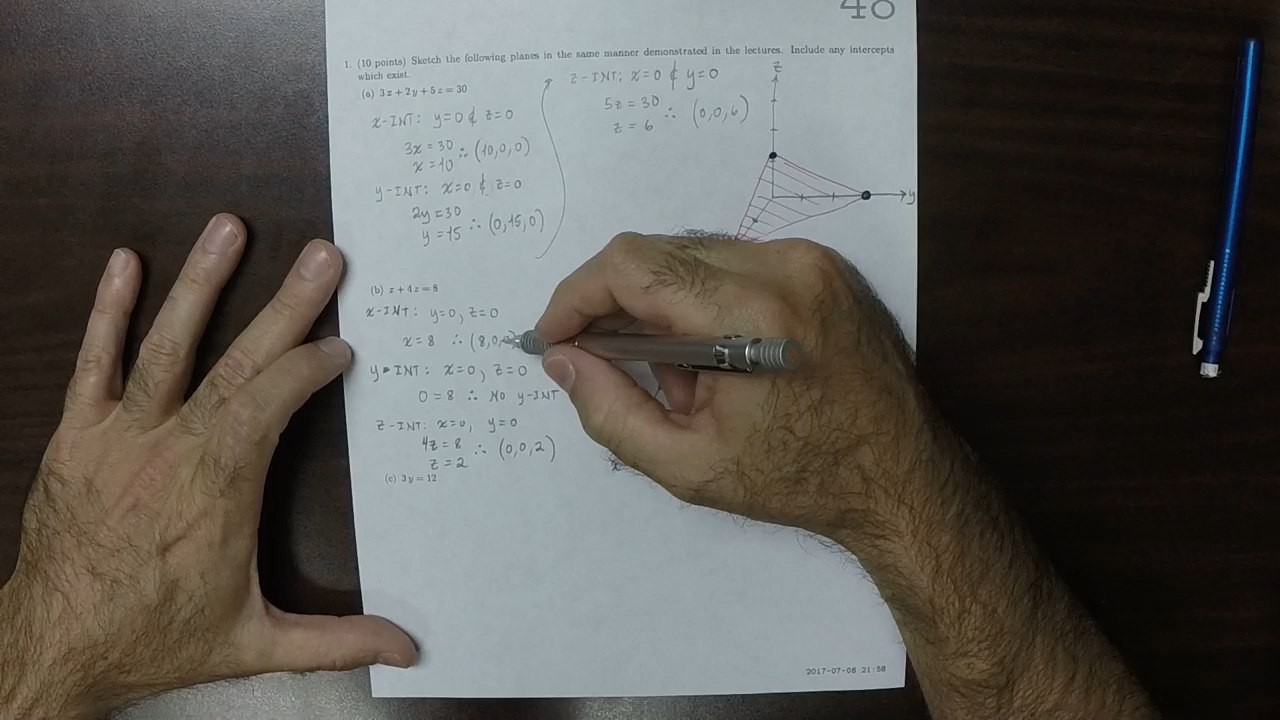 48
1. (10 points) Sketch the following planes in the same manner demonstrated in the lectures. Include any intercepts
which exist.
(a) 3x + 2y + 5z = 30
x-INT: y=0 & z=0
3x = 30
x = 10 ∴ (10,0,0)
y-INT: x=0 & z=0
2y = 30
y = 15 ∴ (0,15,0)
z-INT: x=0 & y=0
5z = 30
z = 6 ∴ (0,0,6)
z
y
(b) x + 4z = 8
x-INT: y=0, z=0
x = 8 ∴ (8,0,
y-INT: x=0, z=0
0 = 8 ∴ NO y-INT
z-INT: x=0, y=0
4z = 8
z = 2 ∴ (0,0,2)
(c) 3y = 12
2017-07-06 21:58